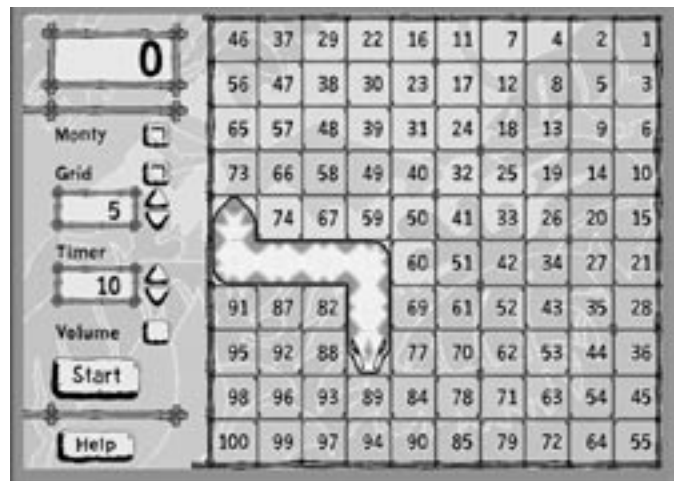 0
Monty
Grid
5
Timer
10
Volume
Start
Help
46 37 29 22 16 11 7 4 2 1
56 47 38 30 23 17 12 8 5 3
65 57 48 39 31 24 18 13 9 6
73 66 58 49 40 32 25 19 14 10
74 67 59 50 41 33 26 20 15
60 51 42 34 27 21
91 87 82 69 61 52 43 35 28
95 92 88 77 70 62 53 44 36
98 96 93 89 84 78 71 63 54 45
100 99 97 94 90 85 79 72 64 55